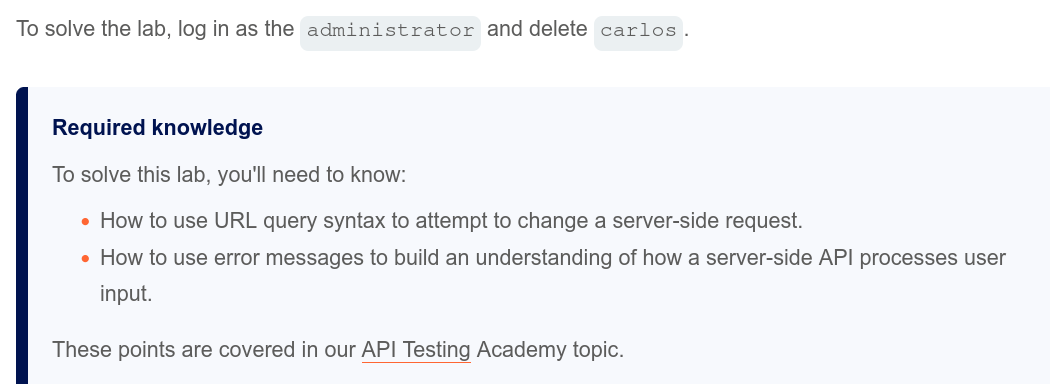 To solve the lab, log in as the administrator and delete carlos.
Required knowledge
To solve this lab, you'll need to know:
• How to use URL query syntax to attempt to change a server-side request.
• How to use error messages to build an understanding of how a server-side API processes user
input.
These points are covered in our API Testing Academy topic.